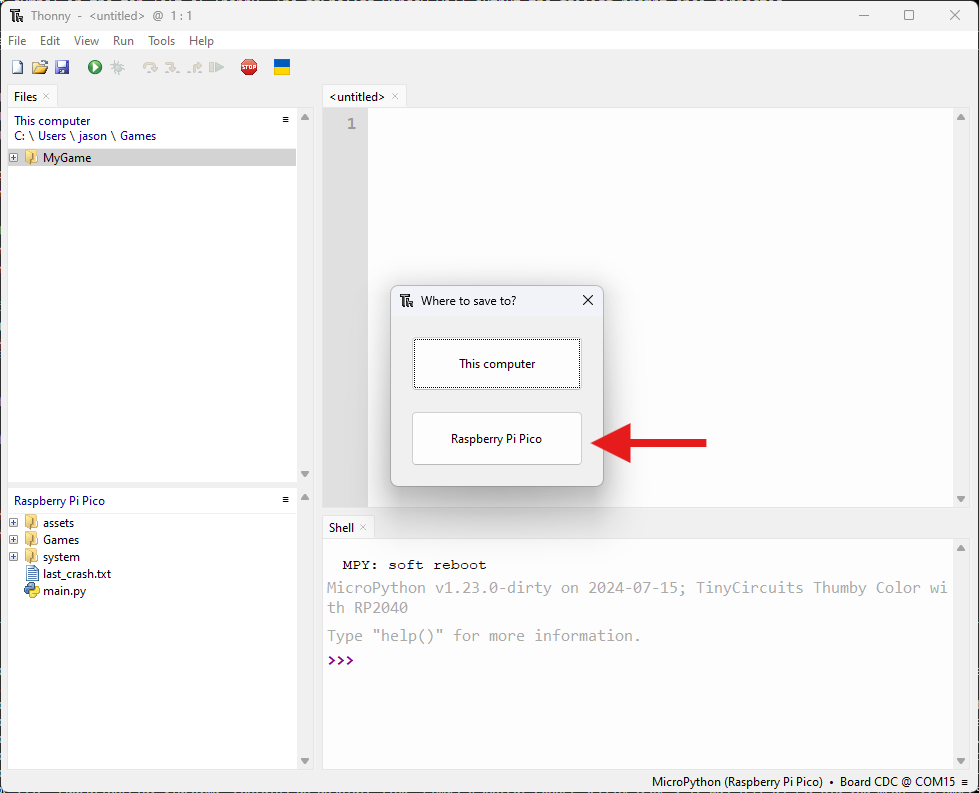 Thonny - <untitled> @ 1 : 1
File Edit View Run Tools Help
STOP
Files
This computer
C: \ Users \ jason \ Games
MyGame
Raspberry Pi Pico
assets
Games
system
last_crash.txt
main.py
<untitled>
1
Where to save to?
This computer
Raspberry Pi Pico
Shell
MPY: soft reboot
MicroPython v1.23.0-dirty on 2024-07-15; TinyCircuits Thumby Color wi
th RP2040
Type "help()" for more information.
>>>
MicroPython (Raspberry Pi Pico) • Board CDC @ COM15